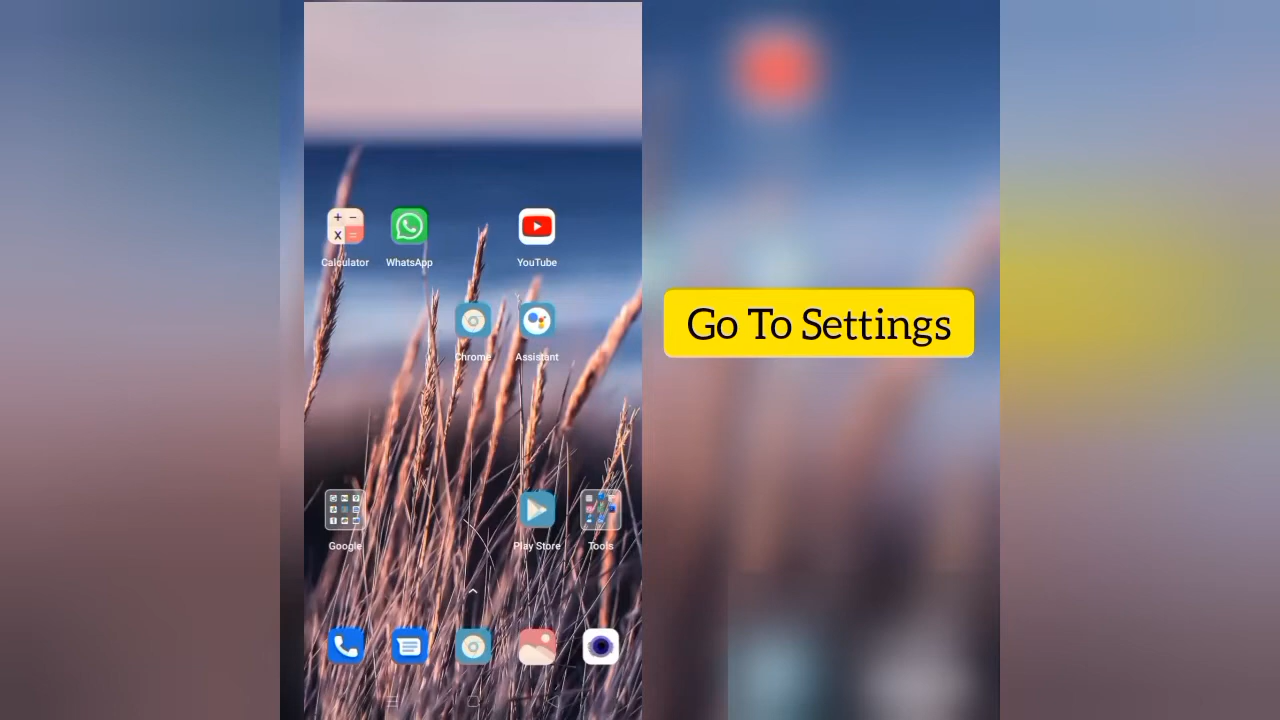 Calculator
WhatsApp
YouTube
Chrome
Assistant
Google
Play Store
Tools
Go To Settings